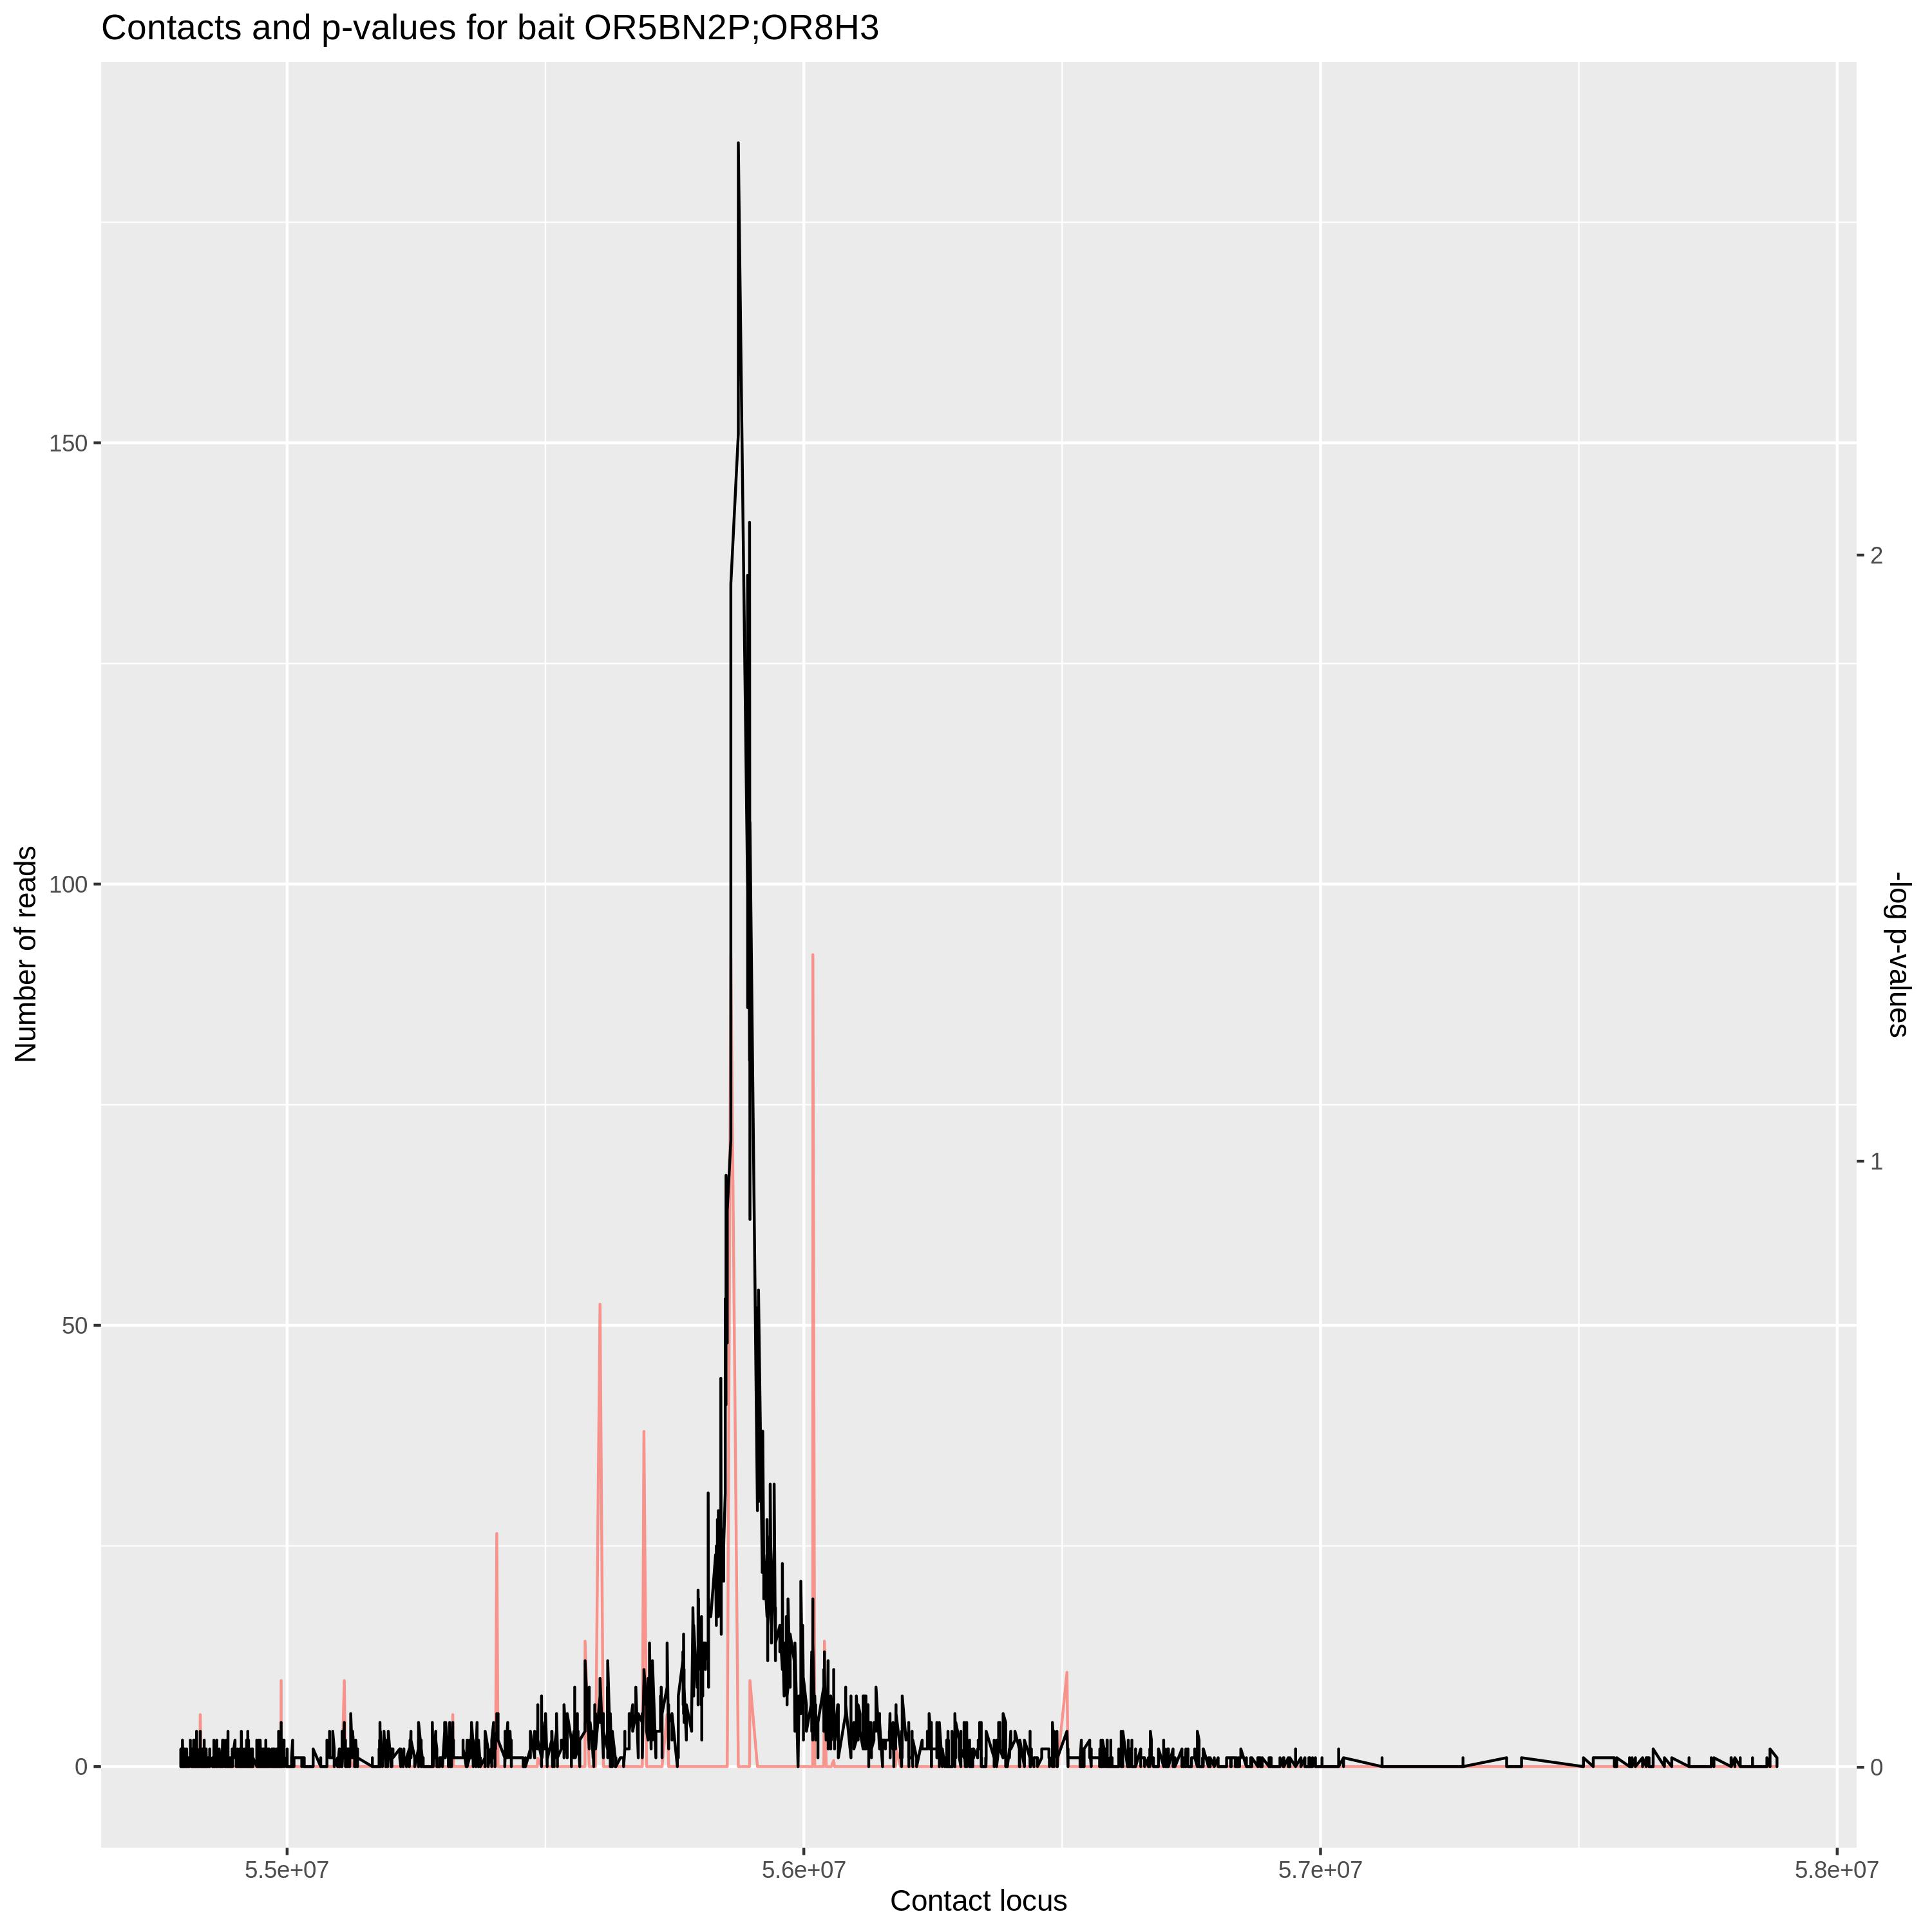 Contacts and p-values for bait OR5BN2P;OR8H3
150
100
50
0
Number of reads
2
1
0
-log p-values
5.5e+07
5.6e+07
5.7e+07
5.8e+07
Contact locus